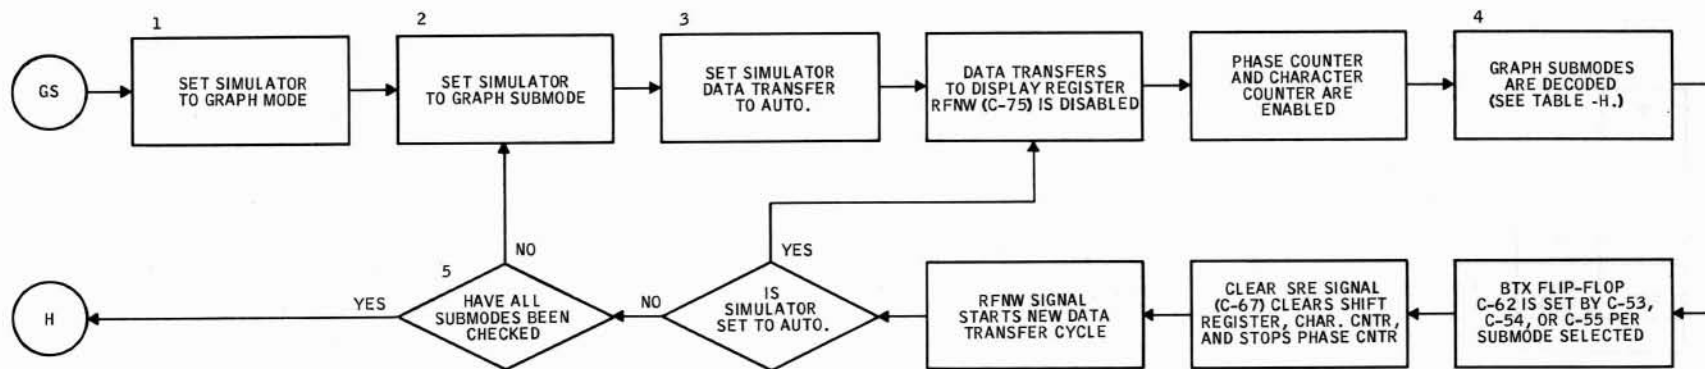 1
2
3
4
GS
SET SIMULATOR
TO GRAPH MODE
SET SIMULATOR
TO GRAPH SUBMODE
SET SIMULATOR
DATA TRANSFER
TO AUTO.
DATA TRANSFERS
TO DISPLAY REGISTER
RFNW (C-75) IS DISABLED
PHASE COUNTER
AND CHARACTER
COUNTER ARE
ENABLED
GRAPH SUBMODES
ARE DECODED
(SEE TABLE -H.)
BTX FLIP-FLOP
C-62 IS SET BY C-53,
C-54, OR C-55 PER
SUBMODE SELECTED
CLEAR SRE SIGNAL
(C-67) CLEARS SHIFT
REGISTER, CHAR. CNTR,
AND STOPS PHASE CNTR
RFNW SIGNAL
STARTS NEW DATA
TRANSFER CYCLE
IS
SIMULATOR
SET TO AUTO.
YES
NO
5
HAVE ALL
SUBMODES BEEN
CHECKED
NO
YES
H